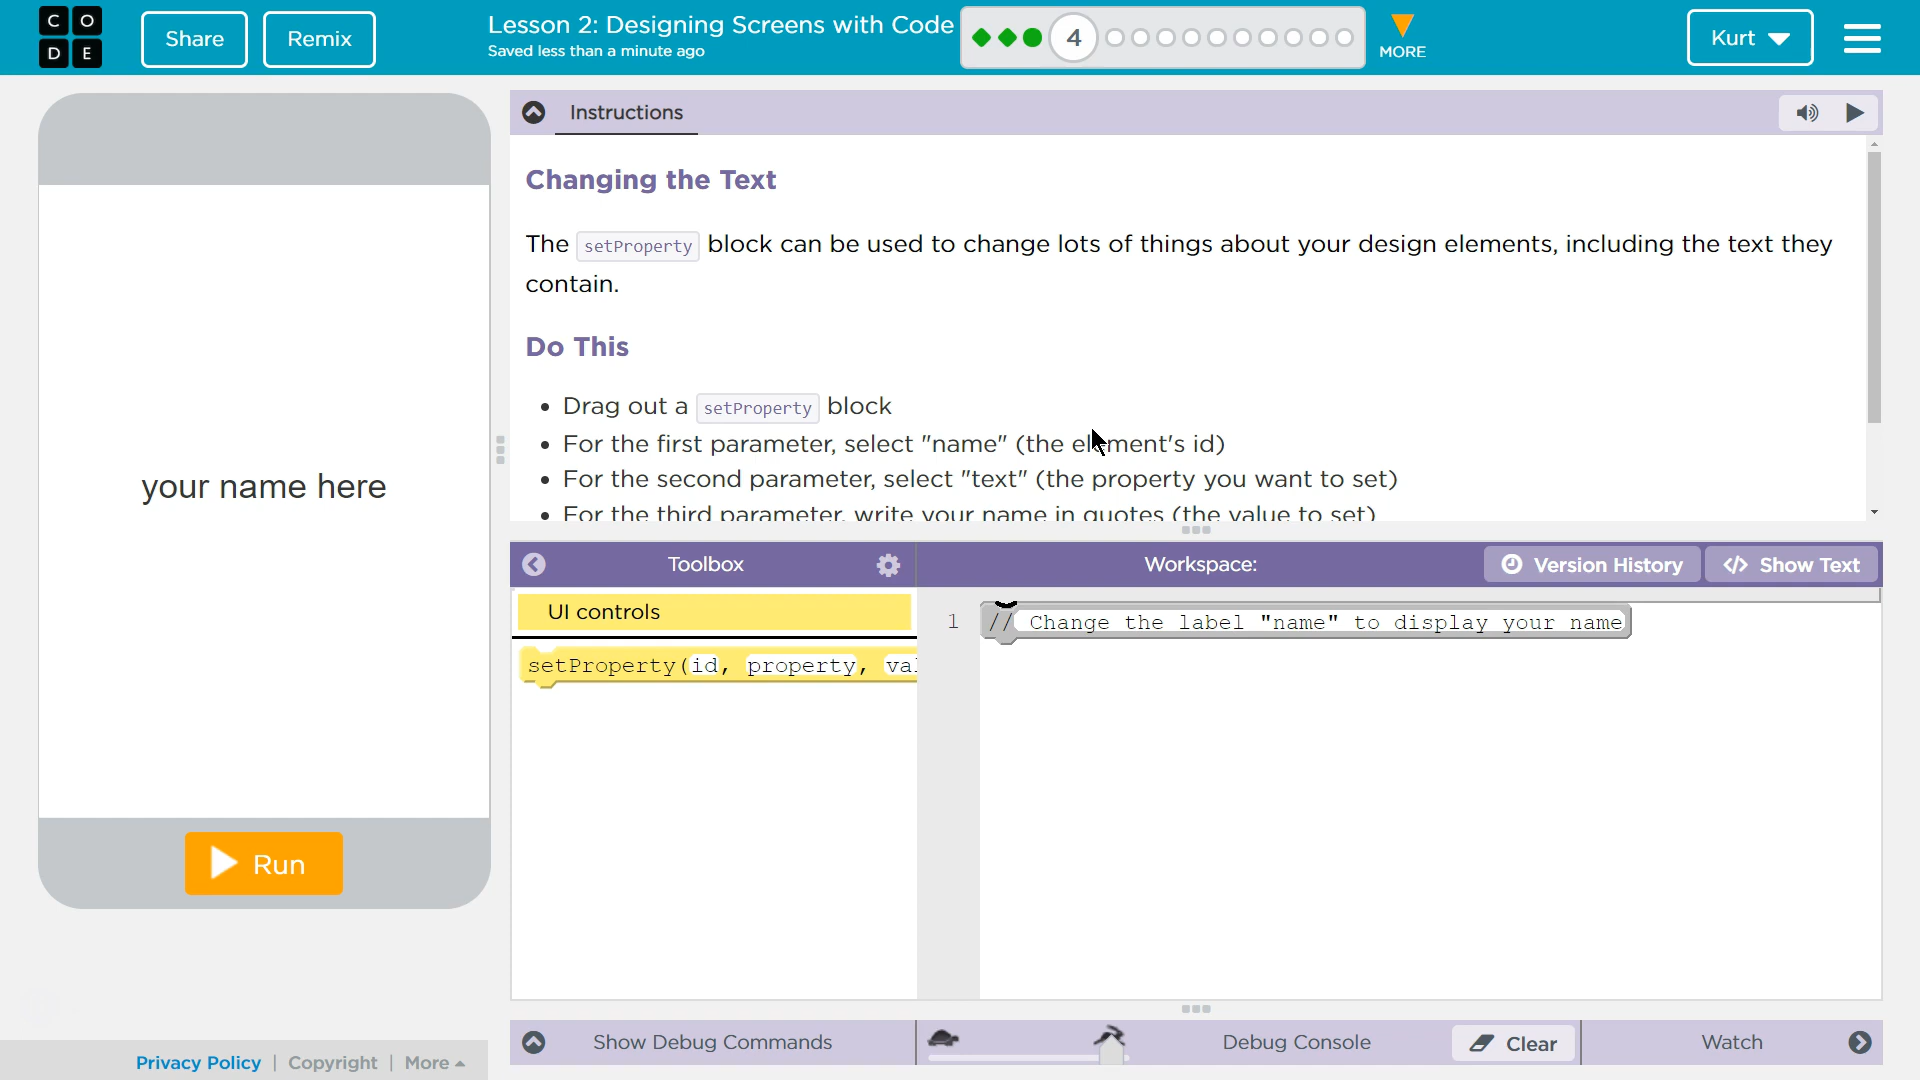 C O
D E
Share
Remix
Lesson 2: Designing Screens with Code
Saved less than a minute ago
4
MORE
Kurt
Instructions
Changing the Text
The setProperty block can be used to change lots of things about your design elements, including the text they
contain.
Do This
• Drag out a setProperty block
• For the first parameter, select "name" (the element's id)
• For the second parameter, select "text" (the property you want to set)
• For the third parameter, write your name in quotes (the value to set)
your name here
Run
Toolbox
Workspace:
Version History
</> Show Text
UI controls
setProperty(id, property, val
1
// Change the label "name" to display your name
Show Debug Commands
Debug Console
Clear
Watch
Privacy Policy | Copyright | More